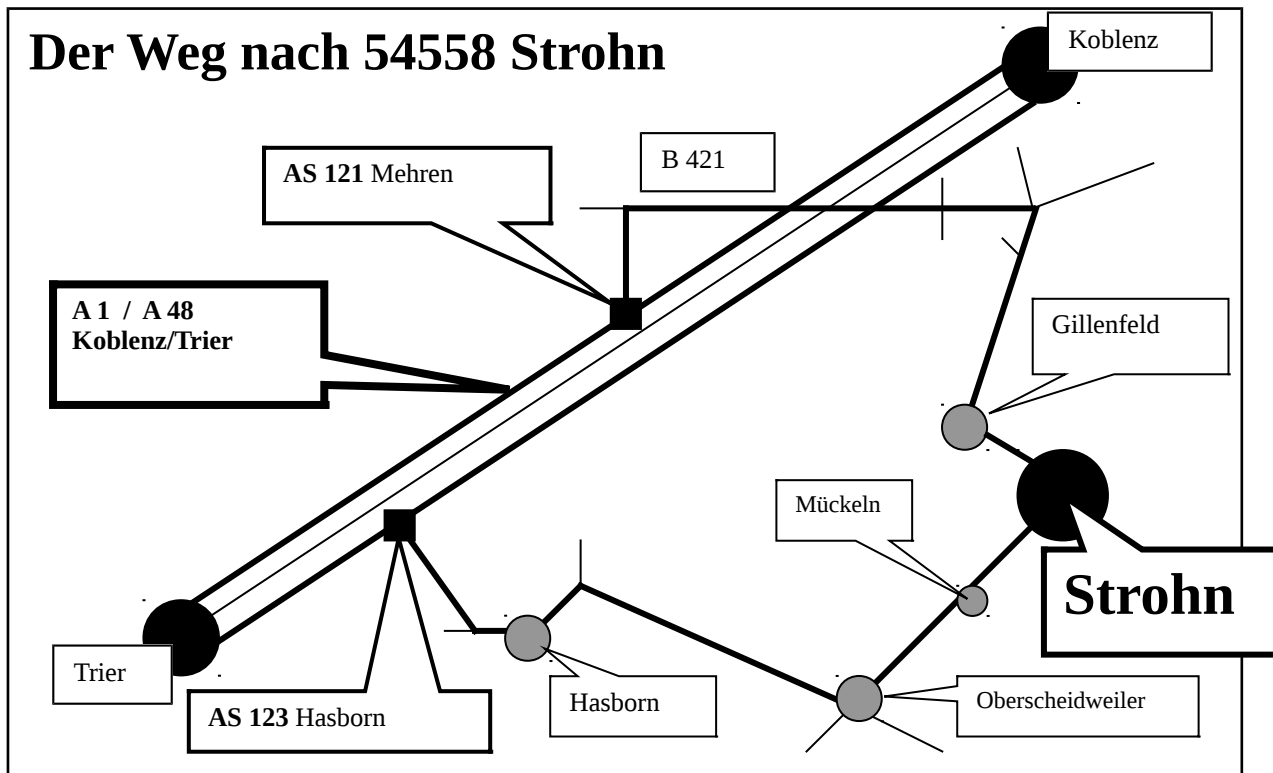 Der Weg nach 54558 Strohn
Koblenz
B 421
AS 121 Mehren
A 1 / A 48
Koblenz/Trier
Gillenfeld
Mückeln
Strohn
Trier
Hasborn
Oberscheidweiler
AS 123 Hasborn